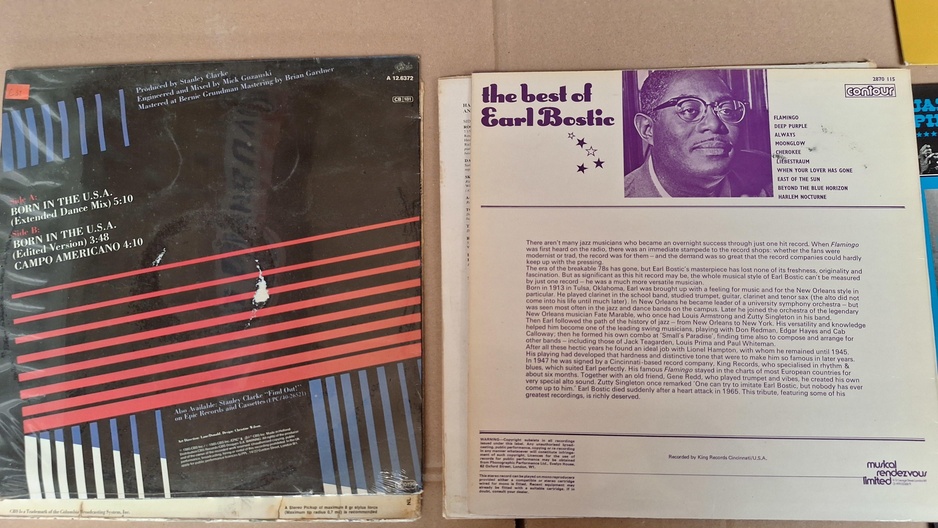 Produced by Stanley Clarke
Engineered and Mixed by Mick Guzauski
Mastered at Bernie Grundman Mastering by Brian Gardner
A 12.6372
CB 101
Side A:
BORN IN THE U.S.A.
(Extended Dance Mix) 5:10
Side B:
BORN IN THE U.S.A.
(Edited Version) 3:48
CAMPO AMERICANO 4:10
Also Available: Stanley Clarke "Find Out"
on Epic Records and Cassettes (EPC/40-26521)
A Stereo Pickup of maximum 8 gr stylus force
(Maximum tip radius 0.7 mil) is recommended
the best of
Earl Bostic
2870 115
contour
FLAMINGO
DEEP PURPLE
ALWAYS
MOONGLOW
CHEROKEE
LIEBESTRAUM
WHEN YOUR LOVER HAS GONE
EAST OF THE SUN
BEYOND THE BLUE HORIZON
HARLEM NOCTURNE
There aren't many jazz musicians who became an overnight success through just one hit record. When Flamingo
was first heard on the radio, there was an immediate stampede to the record shops: whether the fans were
modernist or trad, the record was for them – and the demand was so great that the record companies could hardly
keep up with the pressing.
The era of the breakable 78s has gone, but Earl Bostic's masterpiece has lost none of its freshness, originality and
fascination. But as significant as this hit record may be, the whole musical style of Earl Bostic can't be measured
by just one record – he was a much more versatile musician.
Born in 1913 in Tulsa, Oklahoma, Earl was brought up with a feeling for music and for the New Orleans style in
particular. He played clarinet in the school band, studied trumpet, guitar, clarinet and tenor sax (the alto did not
come into his life until much later). In New Orleans he became leader of a university symphony orchestra – but
was seen most often in the jazz and dance bands on the campus. Later he joined the orchestra of the legendary
New Orleans musician Fate Marable, who once had Louis Armstrong and Zutty Singleton in his band.
Then Earl followed the path of the history of jazz – from New Orleans to New York. His versatility and knowledge
helped him become one of the leading swing musicians, playing with Don Redman, Edgar Hayes and Cab
Calloway; then he formed his own combo at 'Small's Paradise', finding time also to compose and arrange for
other bands – including those of Jack Teagarden, Louis Prima and Paul Whiteman.
After all these hectic years he found an ideal job with Lionel Hampton, with whom he remained until 1945.
His playing had developed that hardness and distinctive tone that were to make him so famous in later years.
In 1947 he was signed by a Cincinnati-based record company, King Records, who specialised in rhythm &
blues, which suited Earl perfectly. His famous Flamingo stayed in the charts of most European countries for
about six months. Together with an old friend, Gene Redd, who played trumpet and vibes, he created his own
very special alto sound. Zutty Singleton once remarked 'One can try to imitate Earl Bostic, but nobody has ever
come up to him.' Earl Bostic died suddenly after a heart attack in 1965. This tribute, featuring some of his
greatest recordings, is richly deserved.
Recorded by King Records Cincinnati/U.S.A.
musical
rendezvous
limited